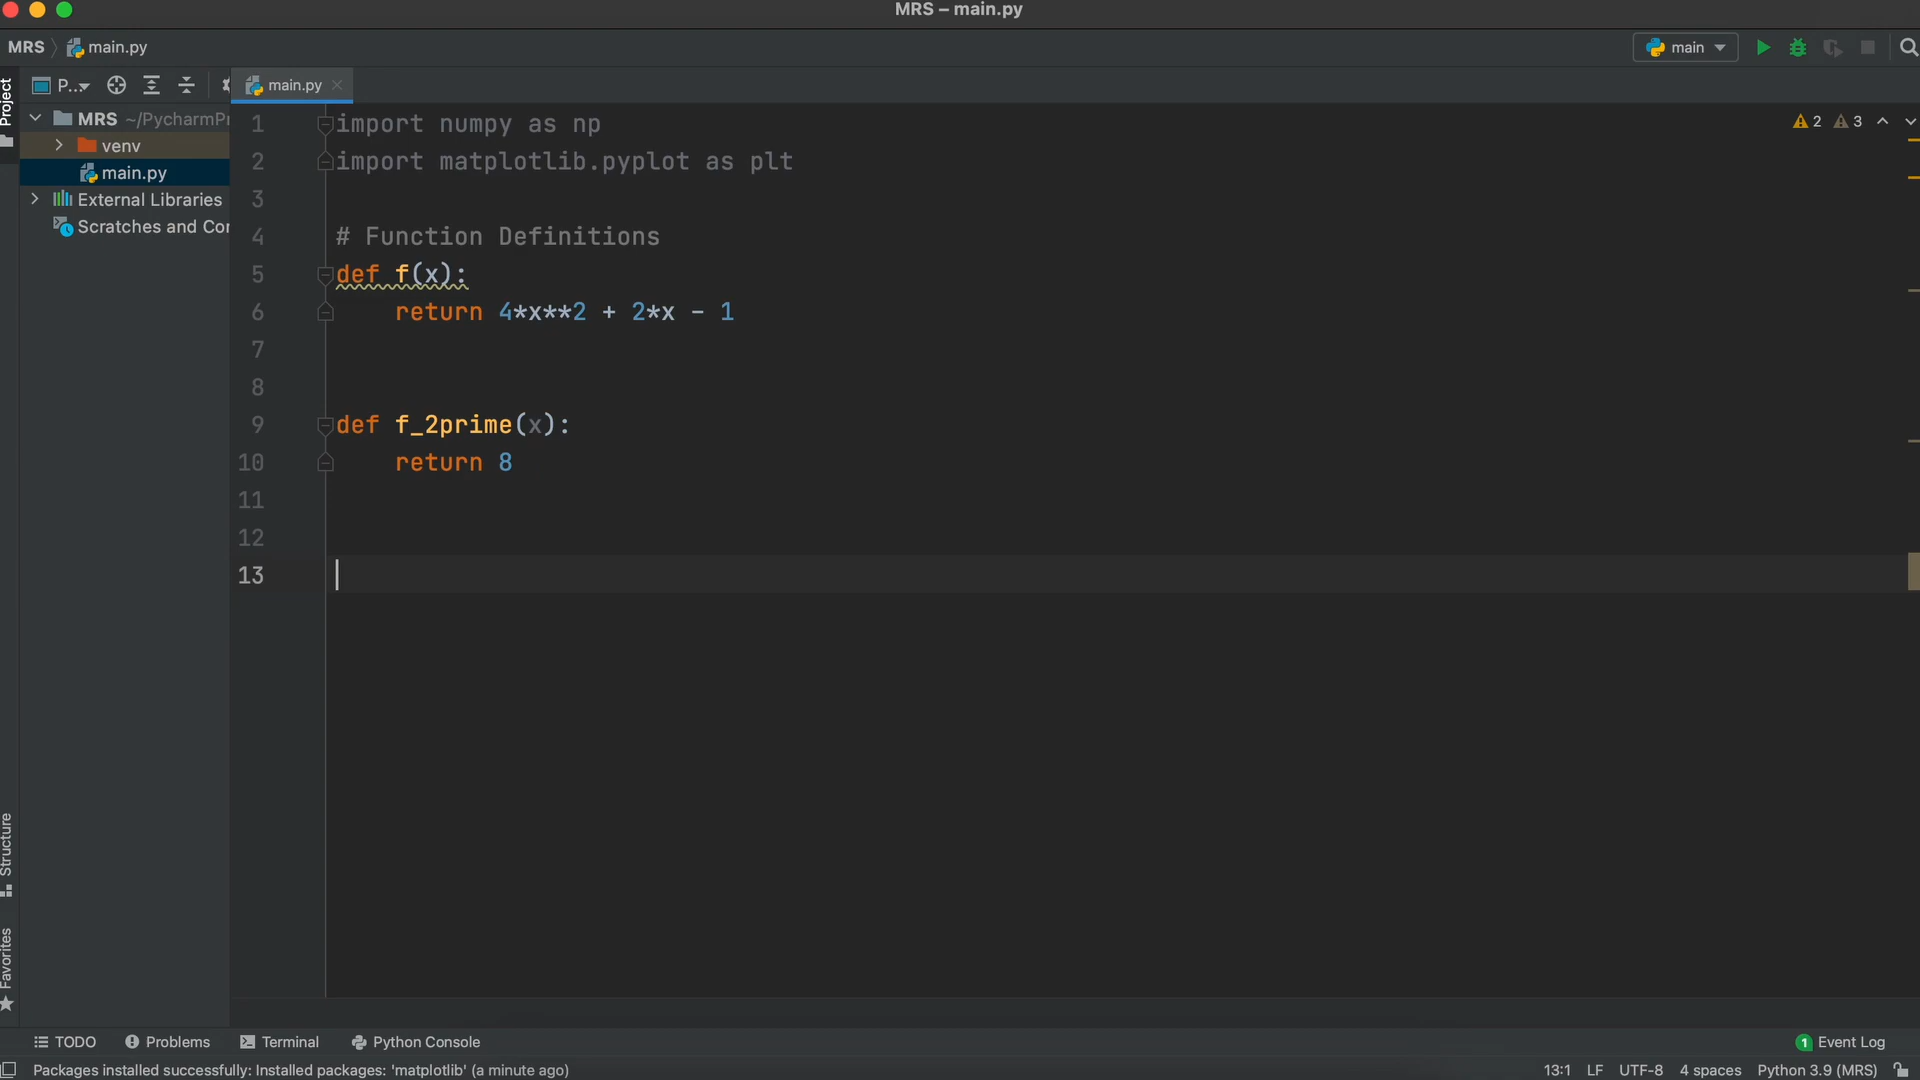 MRS – main.py
MRS main.py
main
P... main.py
Project
MRS ~/PycharmPr
venv
main.py
External Libraries
Scratches and Cor
2 3
1 import numpy as np
2 import matplotlib.pyplot as plt
3
4 # Function Definitions
5 def f(x):
6 return 4*x**2 + 2*x - 1
7
8
9 def f_2prime(x):
10 return 8
11
12
13
Structure
Favorites
TODO Problems Terminal Python Console 1 Event Log
Packages installed successfully: Installed packages: 'matplotlib' (a minute ago) 13:1 LF UTF-8 4 spaces Python 3.9 (MRS)